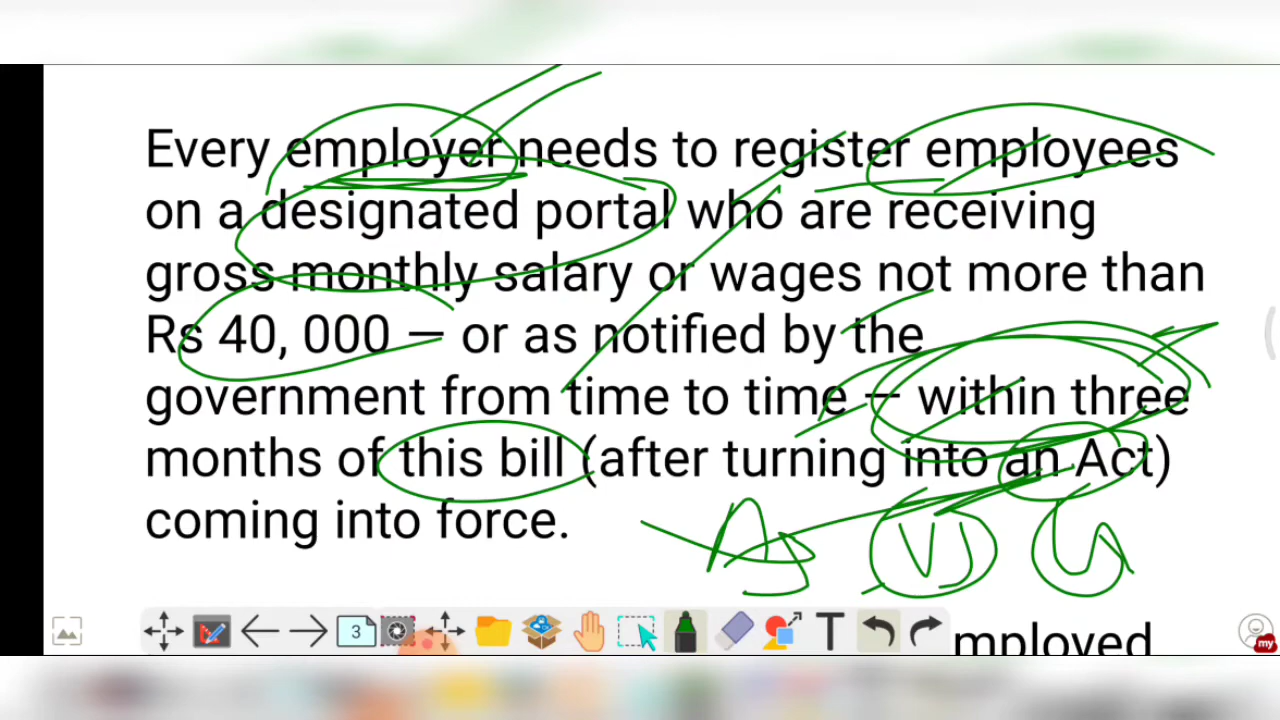 Every employer needs to register employees
on a designated portal who are receiving
gross monthly salary or wages not more than
Rs 40, 000 — or as notified by the
government from time to time — within three
months of this bill (after turning into an Act)
coming into force.
3
T
my